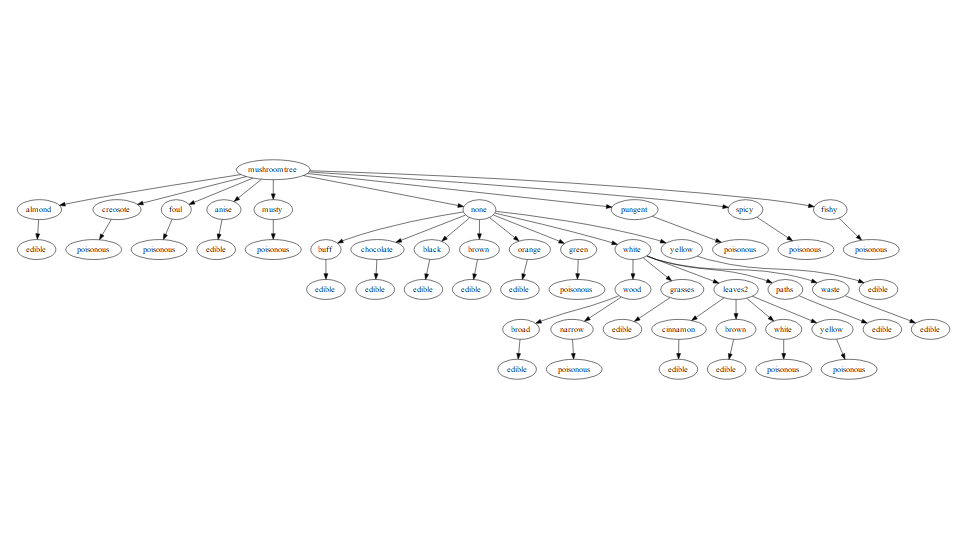 mushroomtree
almond creosote foul anise musty none pungent spicy fishy
edible poisonous poisonous edible poisonous buff chocolate black brown orange green white yellow poisonous poisonous poisonous
edible edible edible edible edible poisonous wood grasses leaves2 paths waste edible
broad narrow edible cinnamon brown white yellow edible edible
edible poisonous edible edible poisonous poisonous